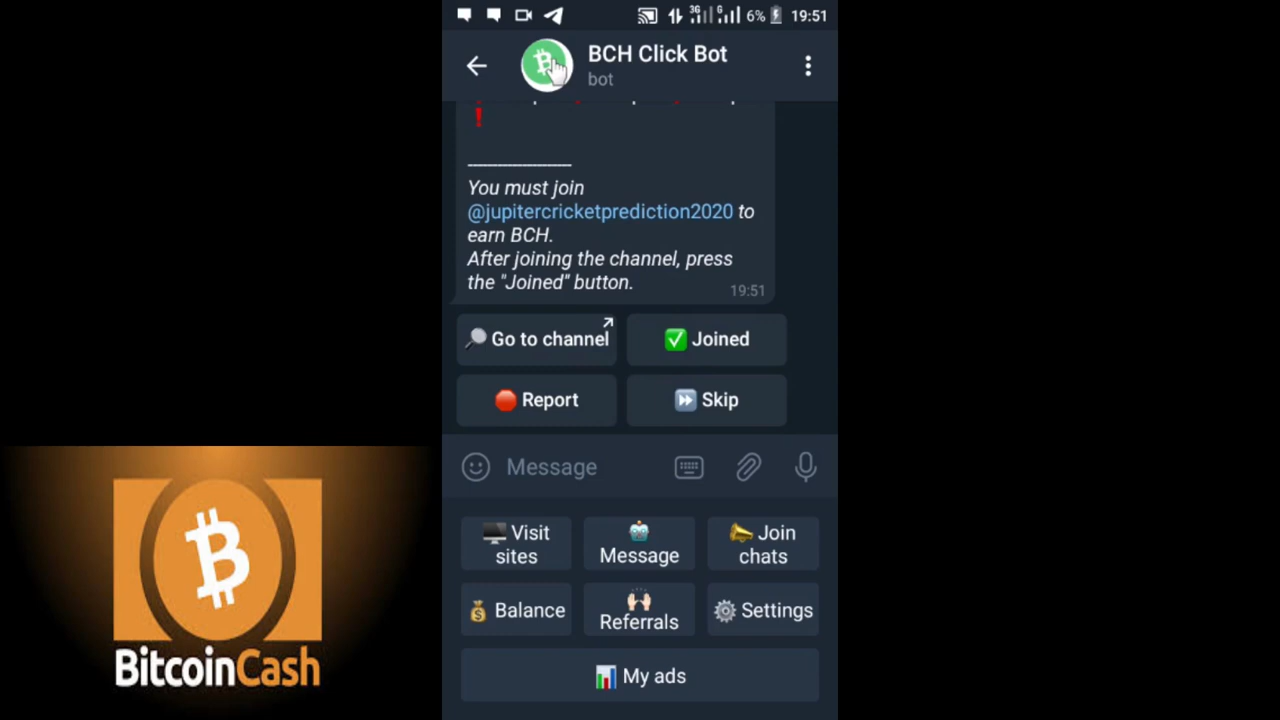 3G G 6% 19:51
BCH Click Bot
bot
You must join
@jupitercricketprediction2020 to
earn BCH.
After joining the channel, press
the "Joined" button.
19:51
Go to channel
Joined
Report
Skip
Message
Visit
sites
Message
Join
chats
Balance
Referrals
Settings
My ads
BitcoinCash